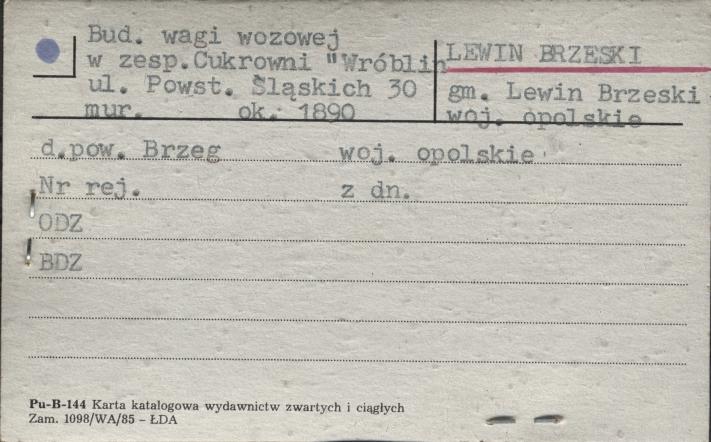 Bud. wagi wozowej
w zesp.Cukrowni "Wróblin
ul. Powst. Śląskich 30
mur. ok. 1890
LEWIN BRZESKI
gm. Lewin Brzeski
woj. opolskie
d.pow. Brzeg woj. opolskie
Nr rej. z dn.
ODZ
BDZ
Pu-B-144 Karta katalogowa wydawnictw zwartych i ciągłych
Zam. 1098/WA/85 – ŁDA